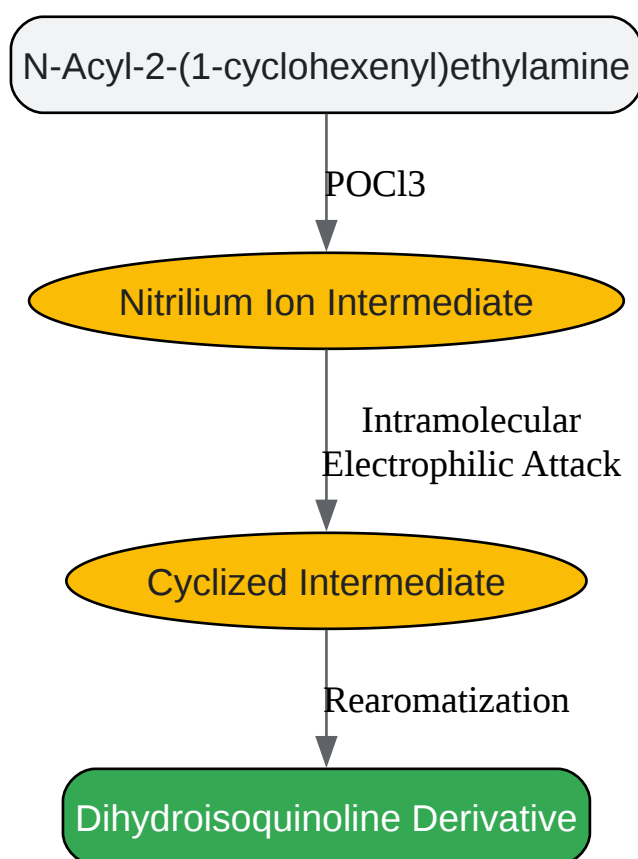 N-Acyl-2-(1-cyclohexenyl)ethylamine
POCl3
Nitrilium Ion Intermediate
Intramolecular
Electrophilic Attack
Cyclized Intermediate
Rearomatization
Dihydroisoquinoline Derivative